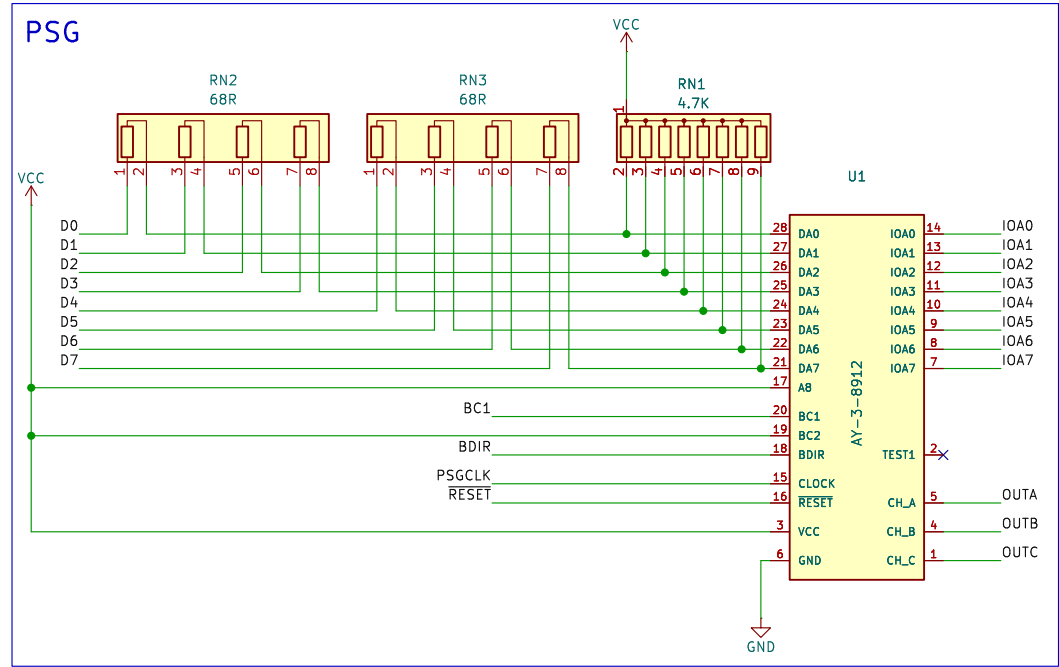 PSG
VCC
RN2
68R
RN3
68R
RN1
4.7K
1
1 2 3 4 5 6 7 8
1 2 3 4 5 6 7 8
2 3 4 5 6 7 8 9
VCC
U1
D0 28 DA0 IOA0 14 IOA0
D1 27 DA1 IOA1 13 IOA1
D2 26 DA2 IOA2 12 IOA2
D3 25 DA3 IOA3 11 IOA3
D4 24 DA4 IOA4 10 IOA4
D5 23 DA5 IOA5 9 IOA5
D6 22 DA6 IOA6 8 IOA6
D7 21 DA7 IOA7 7 IOA7
17 A8
AY-3-8912
BC1 20 BC1
19 BC2
BDIR 18 BDIR TEST1 2
PSGCLK 15 CLOCK
RESET 16 RESET CH_A 5 OUTA
3 VCC CH_B 4 OUTB
6 GND CH_C 1 OUTC
GND